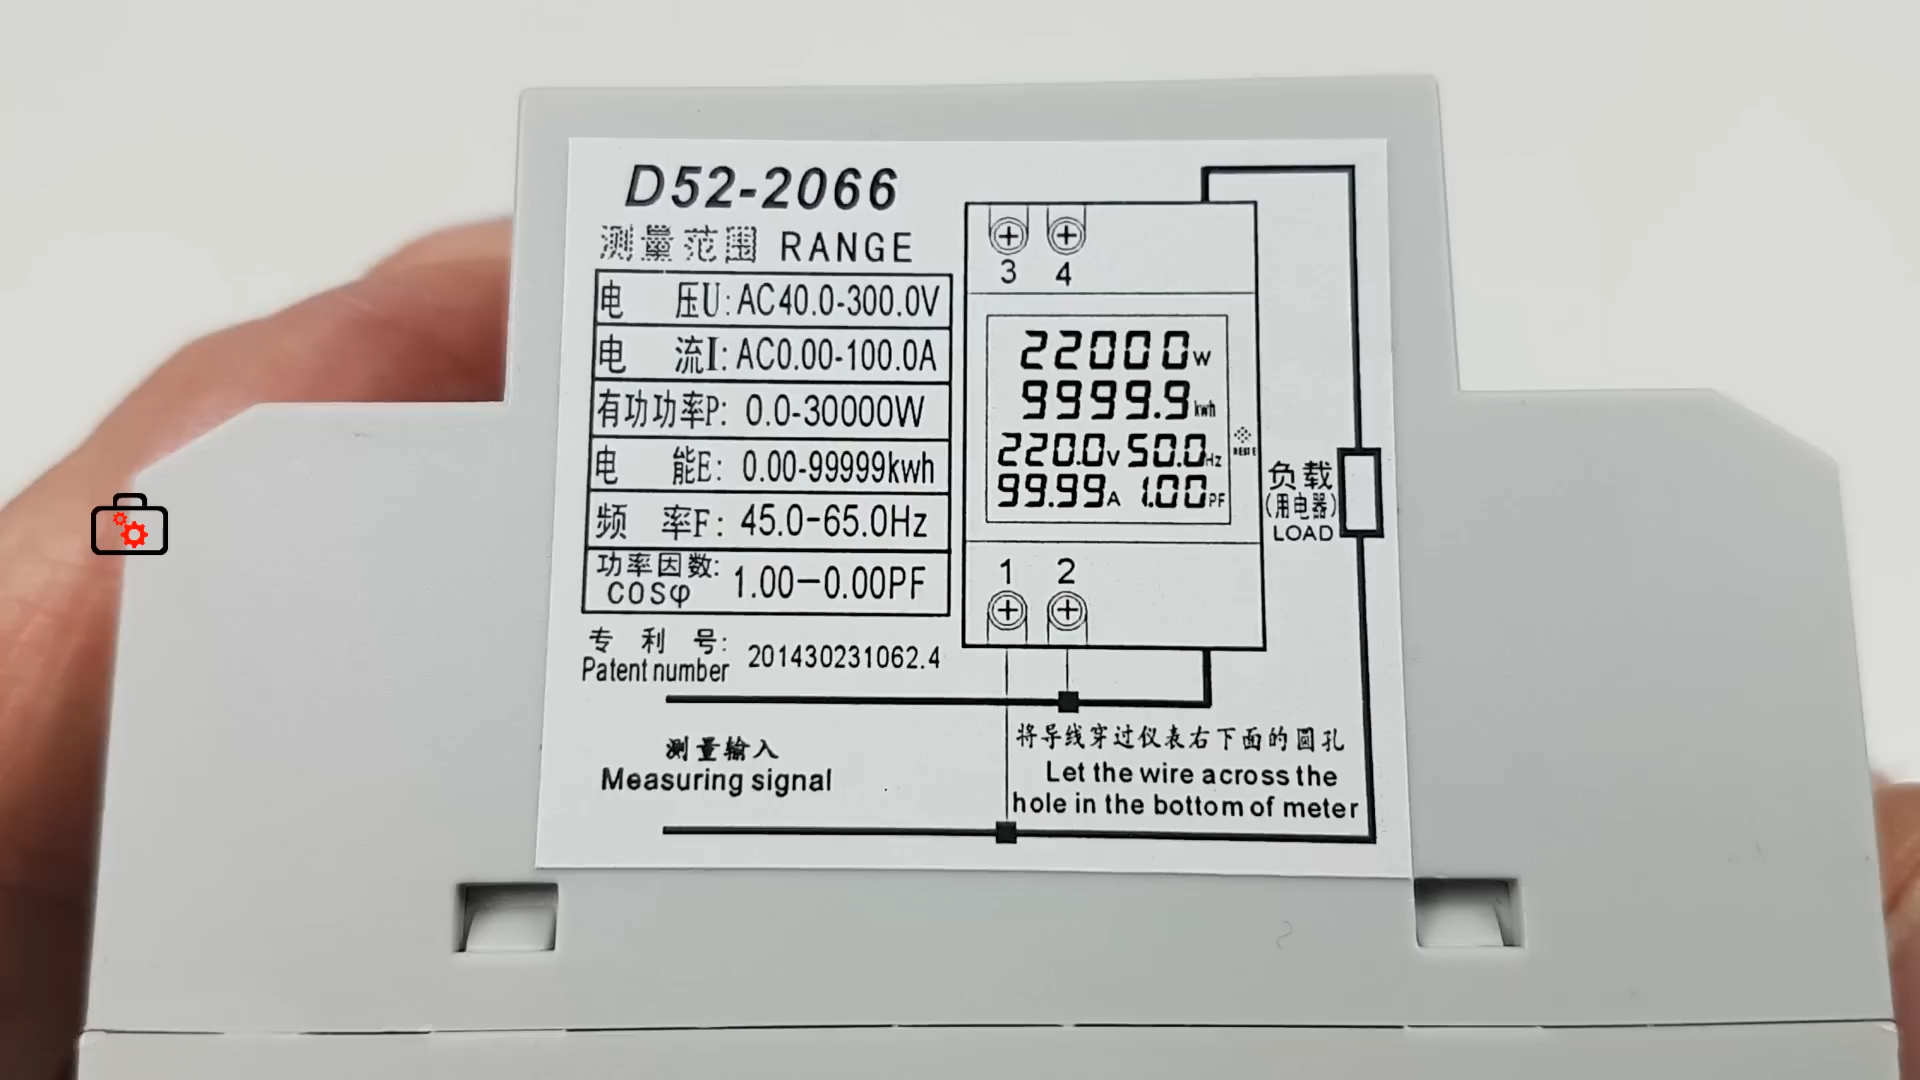 D52-2066
测量范围 RANGE
电 压U: AC40.0-300.0V
电 流I: AC0.00-100.0A
有功功率P: 0.0-30000W
电 能E: 0.00-99999kwh
频 率F: 45.0-65.0Hz
功率因数: 1.00-0.00PF
COSφ
专 利 号:
Patent number 201430231062.4
3 4
22000W
9999.9kwh
220.0V 50.0Hz
99.99A 1.00PF
1 2
负载
(用电器)
LOAD
测量输入
Measuring signal
将导线穿过仪表右下面的圆孔
Let the wire across the
hole in the bottom of meter